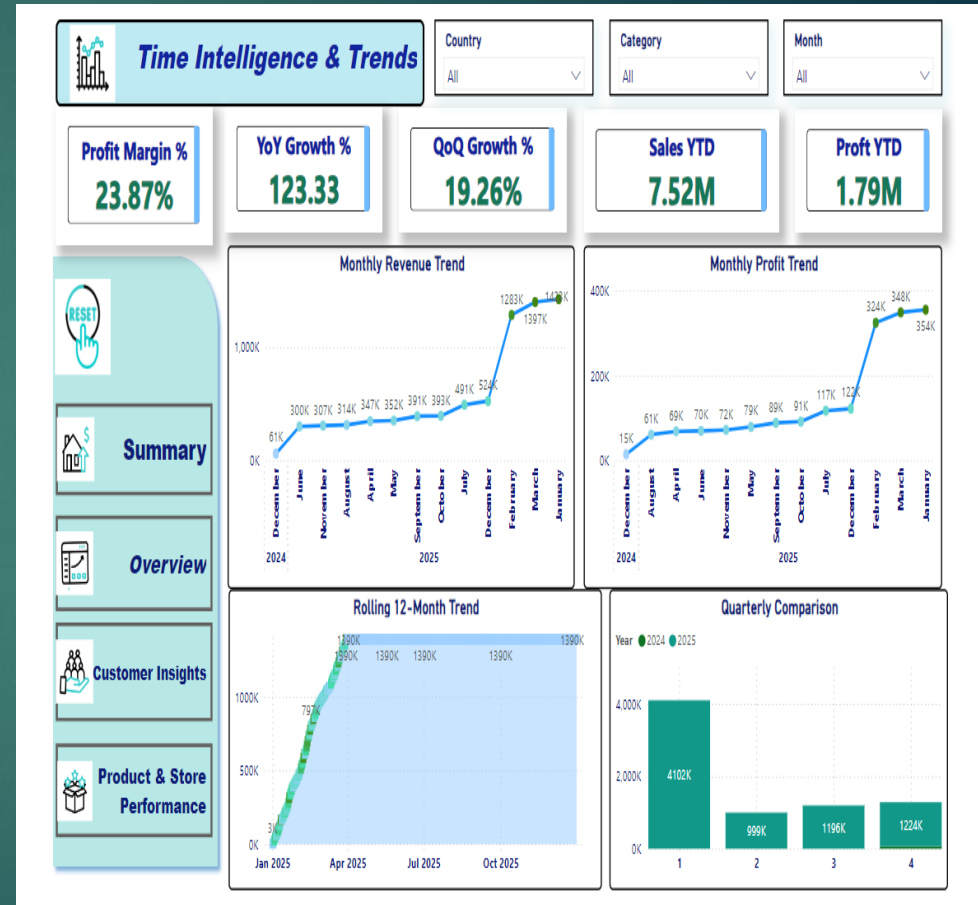 Time Intelligence & Trends
Country
All
Category
All
Month
All
Profit Margin %
23.87%
YoY Growth %
123.33
QoQ Growth %
19.26%
Sales YTD
7.52M
Proft YTD
1.79M
RESET
Summary
Overview
Customer Insights
Product & Store
Performance
Monthly Revenue Trend
1,000K
0K
61K
300K
307K
314K
347K
352K
391K
393K
491K
524K
1283K
1397K
December
June
November
August
April
May
September
October
July
December
February
March
January
2024
2025
Monthly Profit Trend
400K
200K
0K
15K
61K
69K
70K
72K
79K
89K
91K
117K
122K
324K
348K
354K
December
August
April
June
November
May
September
October
July
December
February
March
January
2024
2025
Rolling 12-Month Trend
1000K
500K
0K
797K
1390K
1390K
1390K
1390K
1390K
1390K
Jan 2025
Apr 2025
Jul 2025
Oct 2025
Quarterly Comparison
Year 2024 2025
4,000K
2,000K
0K
4102K
999K
1196K
1224K
1
2
3
4